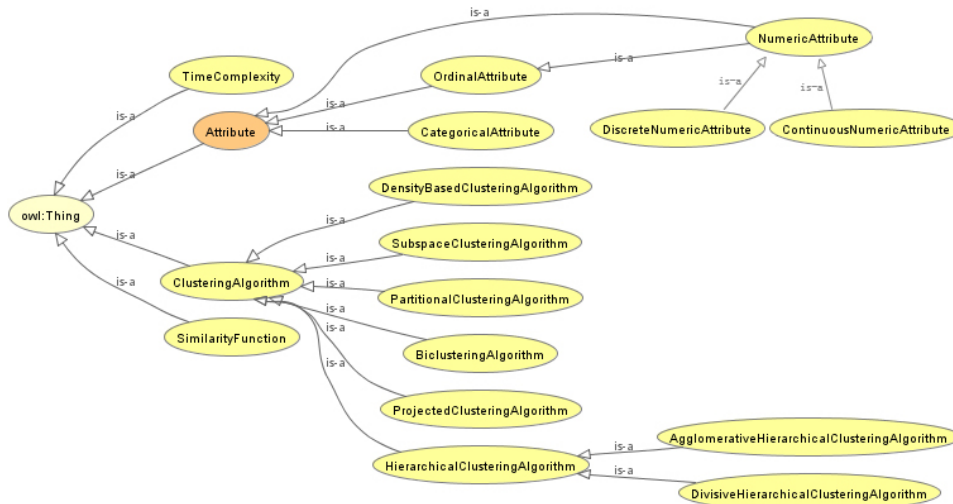 is-a
NumericAttribute
TimeComplexity
OrdinalAttribute
is-a
is-a
is-a
is-a
is-a
Attribute
is-a
CategoricalAttribute
DiscreteNumericAttribute
ContinuousNumericAttribute
is-a
DensityBasedClusteringAlgorithm
owl:Thing
is-a
is-a
SubspaceClusteringAlgorithm
is-a
ClusteringAlgorithm
is-a
PartitionalClusteringAlgorithm
is-a
is-a
SimilarityFunction
is-a
BiclusteringAlgorithm
is-a
ProjectedClusteringAlgorithm
AgglomerativeHierarchicalClusteringAlgorithm
is-a
HierarchicalClusteringAlgorithm
is-a
DivisiveHierarchicalClusteringAlgorithm